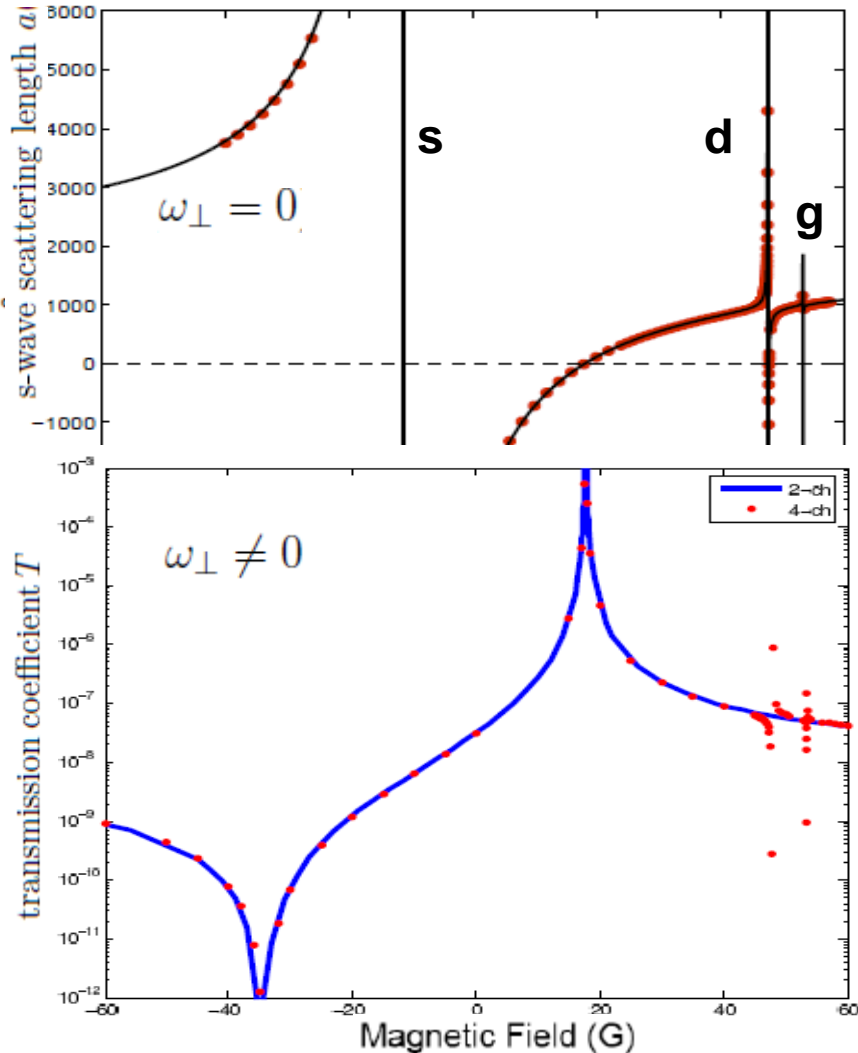 s-wave scattering length a
8000
5000
4000
3000
2000
1000
0
−1000
s
d
g
ω⊥ = 0
transmission coefficient T
10⁻³
10⁻⁴
10⁻⁵
10⁻⁶
10⁻⁷
10⁻⁸
10⁻⁹
10⁻¹⁰
10⁻¹¹
10⁻¹²
ω⊥ ≠ 0
2-ch
4-ch
−60
−40
−20
0
20
40
60
Magnetic Field (G)